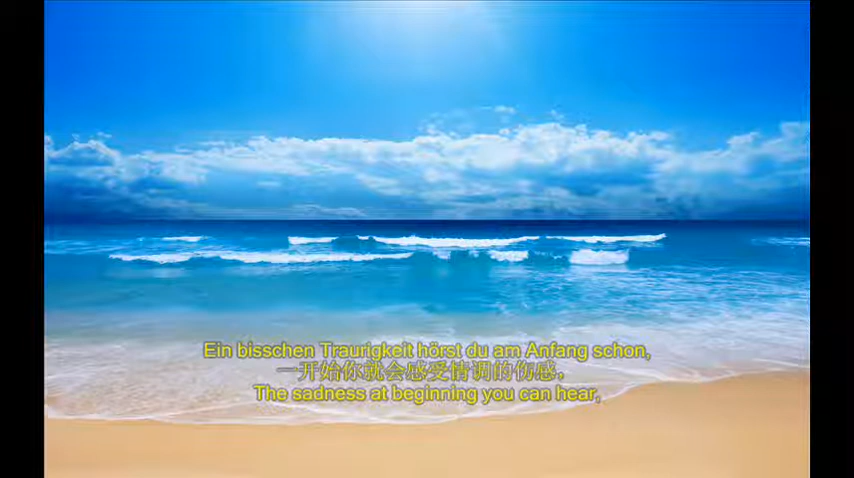 Ein bisschen Traurigkeit hörst du am Anfang schon,
一开始你就会感受情调的伤感，
The sadness at beginning you can hear,